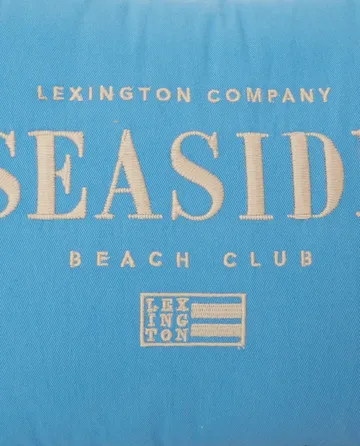 LEXINGTON COMPANY
SEASID
BEACH CLUB
LEX
ING
TON